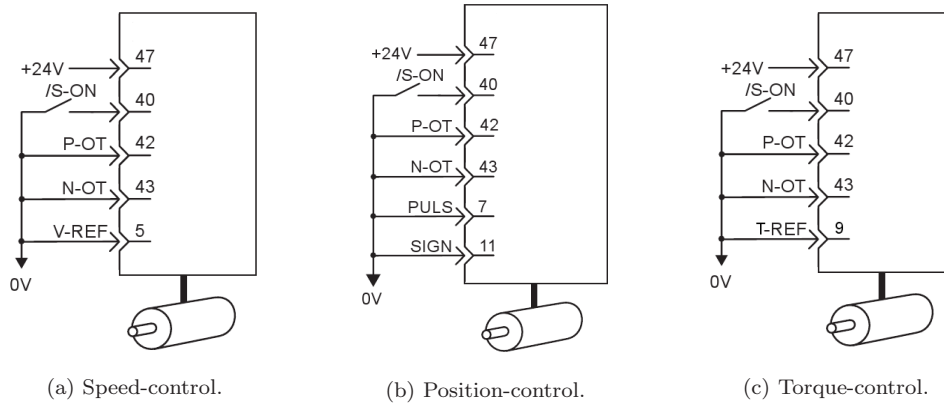 47
+24V
/S-ON
40
P-OT
42
N-OT
43
V-REF
5
0V
(a) Speed-control.
47
+24V
/S-ON
40
P-OT
42
N-OT
43
PULS
7
SIGN
11
0V
(b) Position-control.
47
+24V
/S-ON
40
P-OT
42
N-OT
43
T-REF
9
0V
(c) Torque-control.